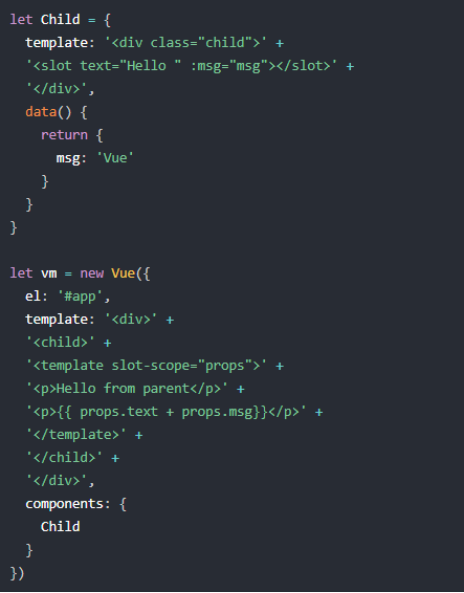 let Child = {
  template: '<div class="child">' +
  '<slot text="Hello " :msg="msg"></slot>' +
  '</div>',
  data() {
    return {
      msg: 'Vue'
    }
  }
}

let vm = new Vue({
  el: '#app',
  template: '<div>' +
  '<child>' +
  '<template slot-scope="props">' +
  '<p>Hello from parent</p>' +
  '<p>{{ props.text + props.msg}}</p>' +
  '</template>' +
  '</child>' +
  '</div>',
  components: {
    Child
  }
})